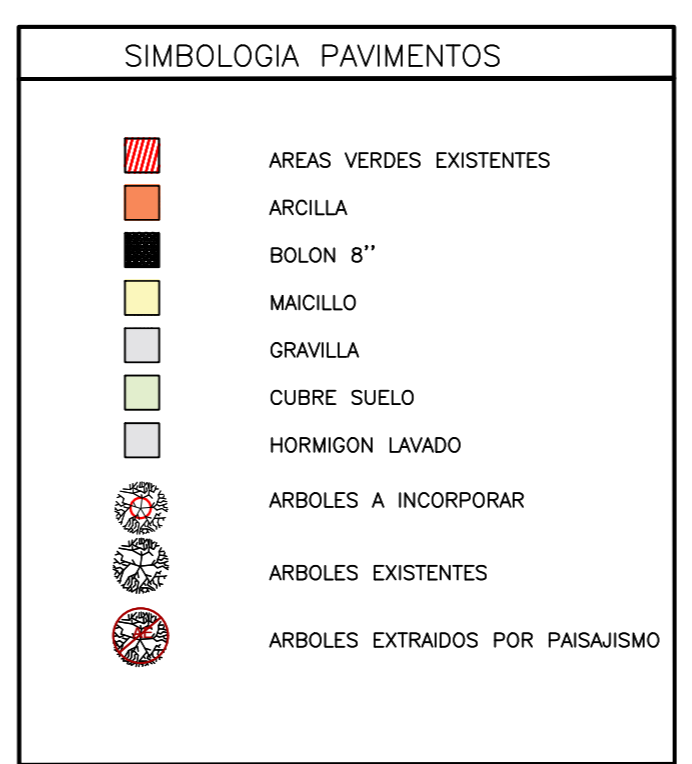 SIMBOLOGIA PAVIMENTOS
AREAS VERDES EXISTENTES
ARCILLA
BOLON 8''
MAICILLO
GRAVILLA
CUBRE SUELO
HORMIGON LAVADO
ARBOLES A INCORPORAR
ARBOLES EXISTENTES
AE
ARBOLES EXTRAIDOS POR PAISAJISMO